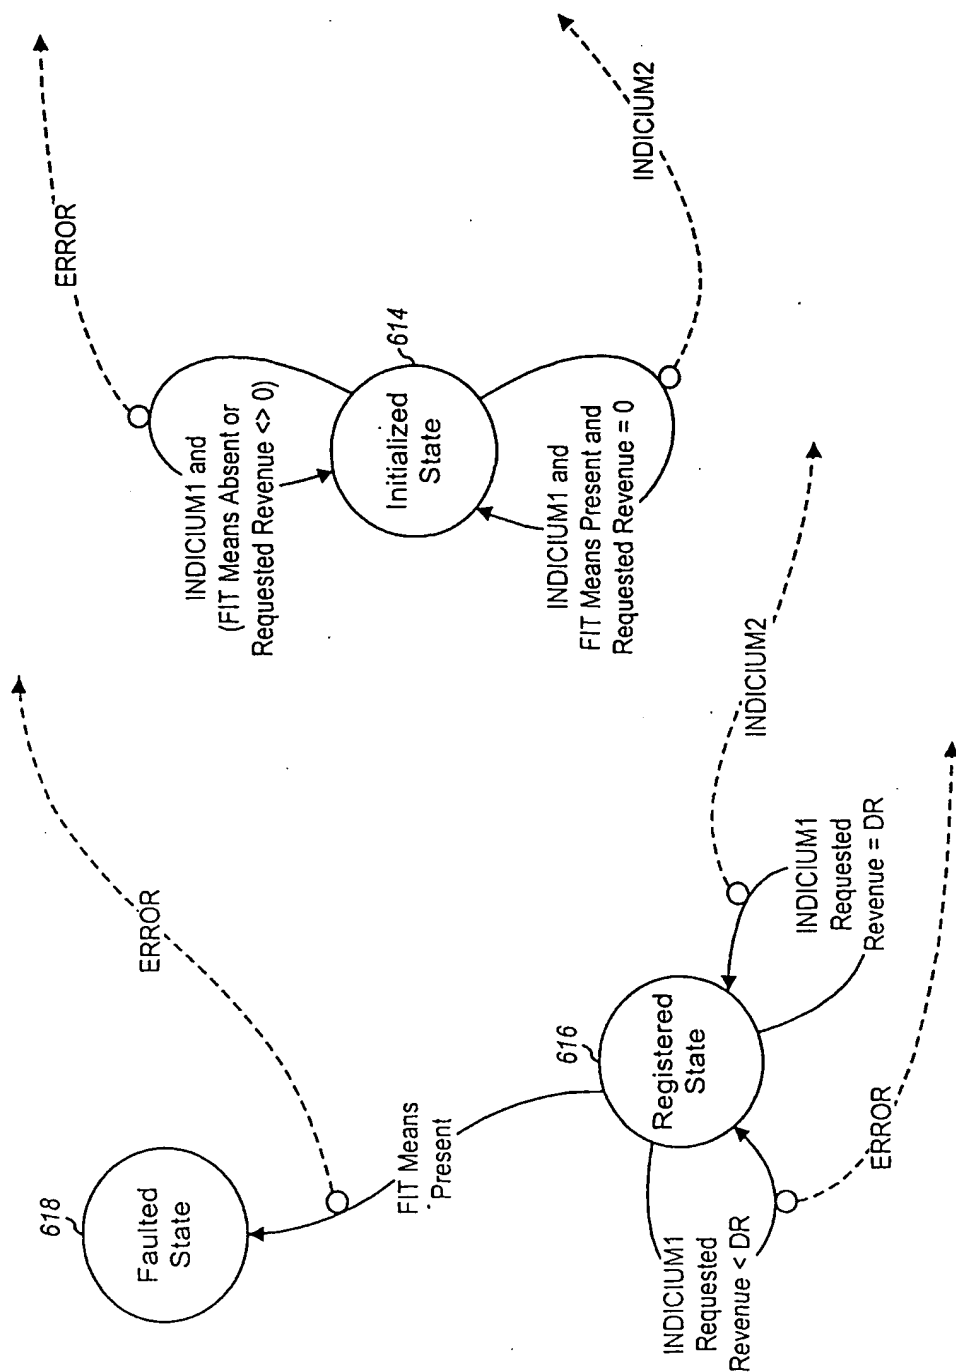 618
Faulted
State
ERROR
FIT Means
Present
616
Registered
State
INDICIUM1
Requested
Revenue < DR
ERROR
INDICIUM1
Requested
Revenue = DR
INDICIUM2
ERROR
INDICIUM1 and
(FIT Means Absent or
Requested Revenue <> 0)
614
Initialized
State
INDICIUM1 and
FIT Means Present and
Requested Revenue = 0
INDICIUM2